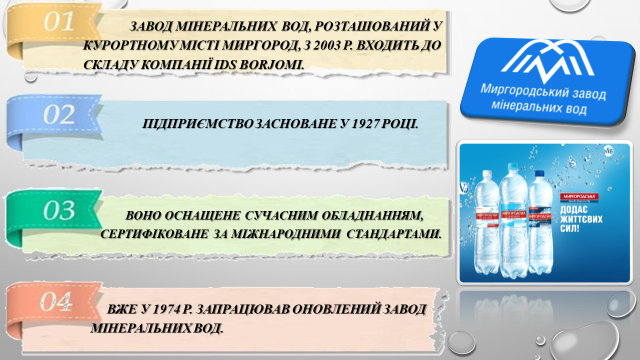 01
ЗАВОД МІНЕРАЛЬНИХ ВОД, РОЗТАШОВАНИЙ У
КУРОРТНОМУ МІСТІ МИРГОРОД, З 2003 Р. ВХОДИТЬ ДО
СКЛАДУ КОМПАНІЇ IDS BORJOMI.
02
ПІДПРИЄМСТВО ЗАСНОВАНЕ У 1927 РОЦІ.
03
ВОНО ОСНАЩЕНЕ СУЧАСНИМ ОБЛАДНАННЯМ,
СЕРТИФІКОВАНЕ ЗА МІЖНАРОДНИМИ СТАНДАРТАМИ.
04
ВЖЕ У 1974 Р. ЗАПРАЦЮВАВ ОНОВЛЕНИЙ ЗАВОД
МІНЕРАЛЬНИХ ВОД.
Миргородський завод
мінеральних вод
МИРГОРОДСЬКА
ДОДАЄ
ЖИТТЄВИХ
СИЛ!